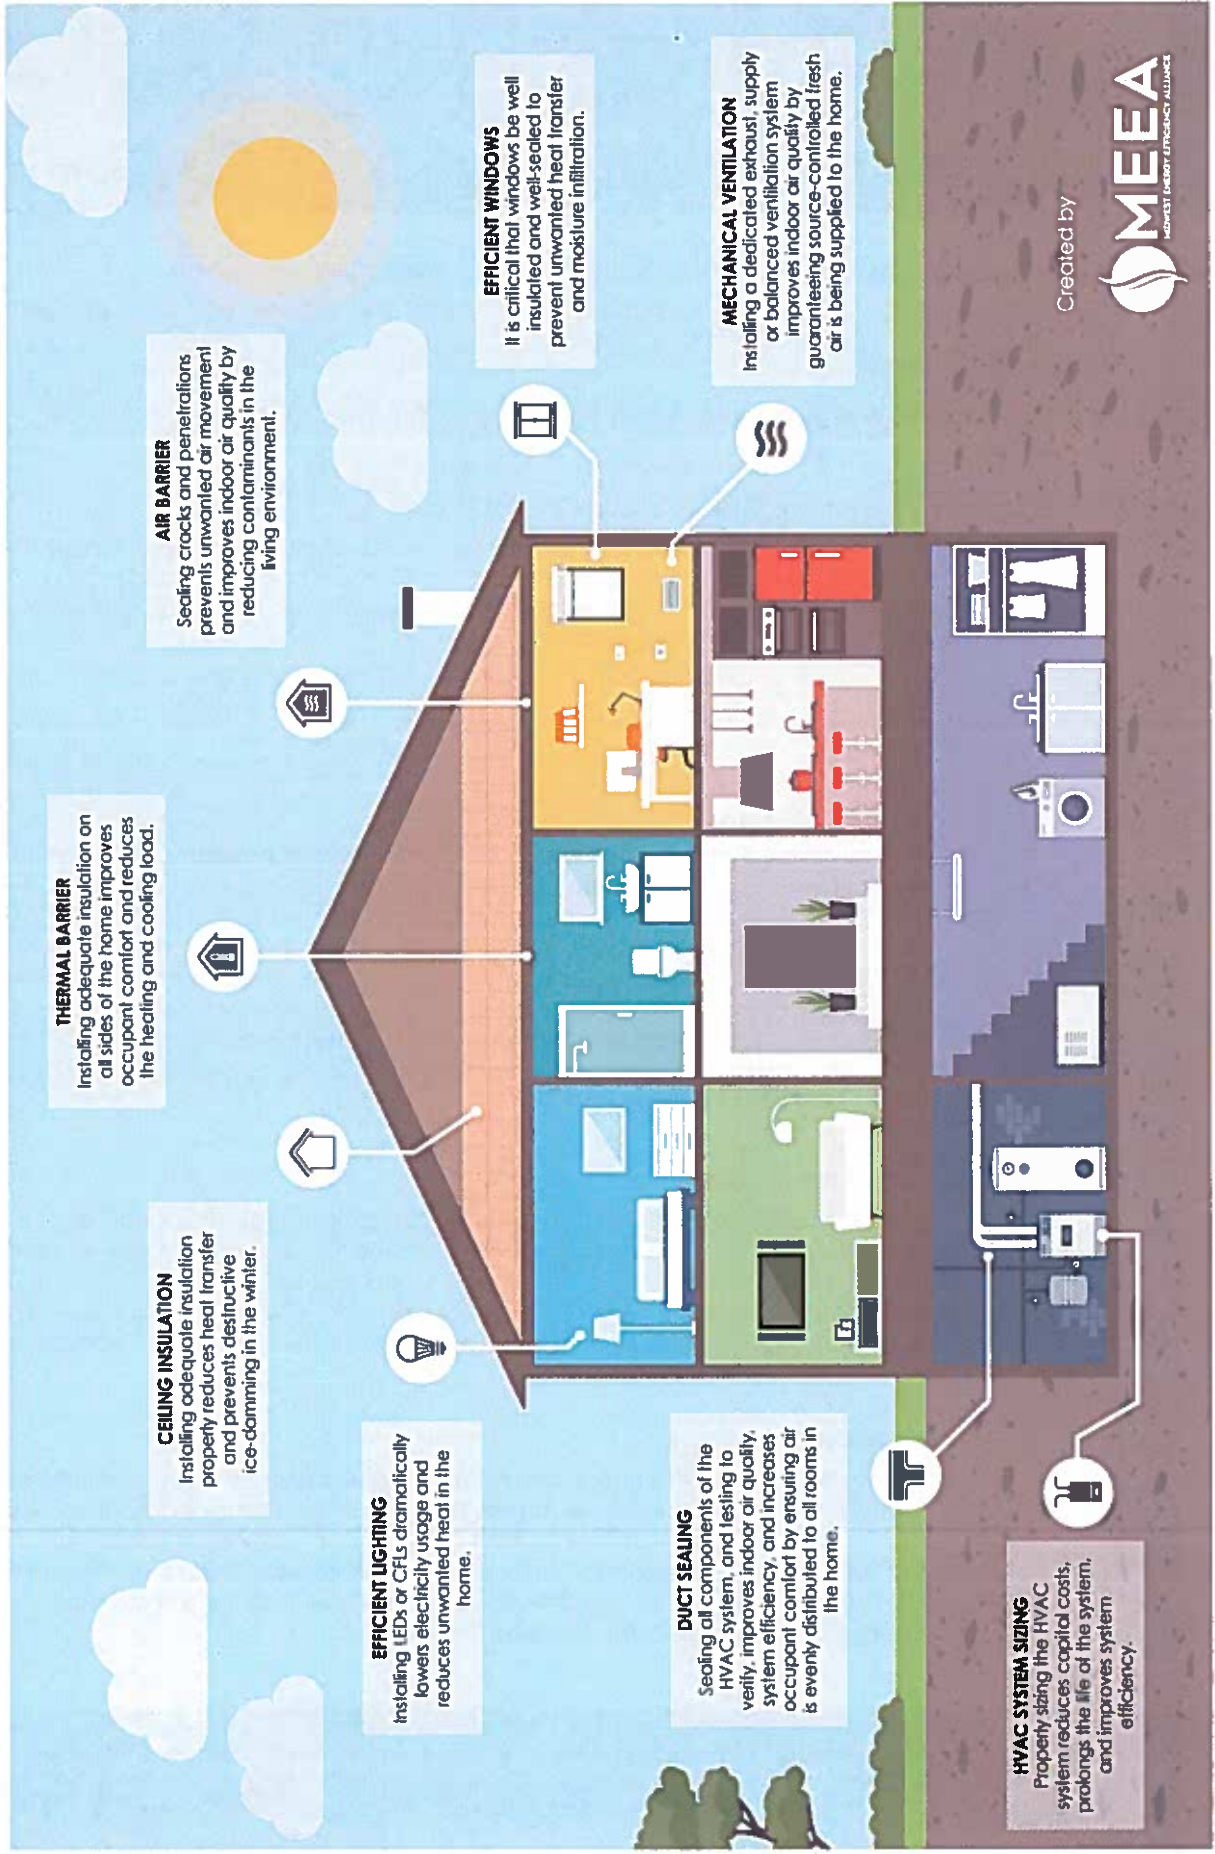 THERMAL BARRIER
Installing adequate insulation on
all sides of the home improves
occupant comfort and reduces
the heating and cooling load.
CEILING INSULATION
Installing adequate insulation
properly reduces heat transfer
and prevents destructive
ice-damming in the winter.
AIR BARRIER
Sealing cracks and penetrations
prevents unwanted air movement
and improves indoor air quality by
reducing contaminants in the
living environment.
EFFICIENT LIGHTING
Installing LEDs or CFLs dramatically
lowers electricity usage and
reduces unwanted heat in the
home.
EFFICIENT WINDOWS
It is critical that windows be well
insulated and well-sealed to
prevent unwanted heat transfer
and moisture infiltration.
DUCT SEALING
Sealing all components of the
HVAC system, and testing to
verify, improves indoor air quality,
system efficiency, and increases
occupant comfort by ensuring air
is evenly distributed to all rooms in
the home.
MECHANICAL VENTILATION
Installing a dedicated exhaust, supply
or balanced ventilation system
improves indoor air quality by
guaranteeing source-controlled fresh
air is being supplied to the home.
HVAC SYSTEM SIZING
Properly sizing the HVAC
system reduces capital costs,
prolongs the life of the system,
and improves system
efficiency.
Created by
MEEA
MIDWEST ENERGY EFFICIENCY ALLIANCE